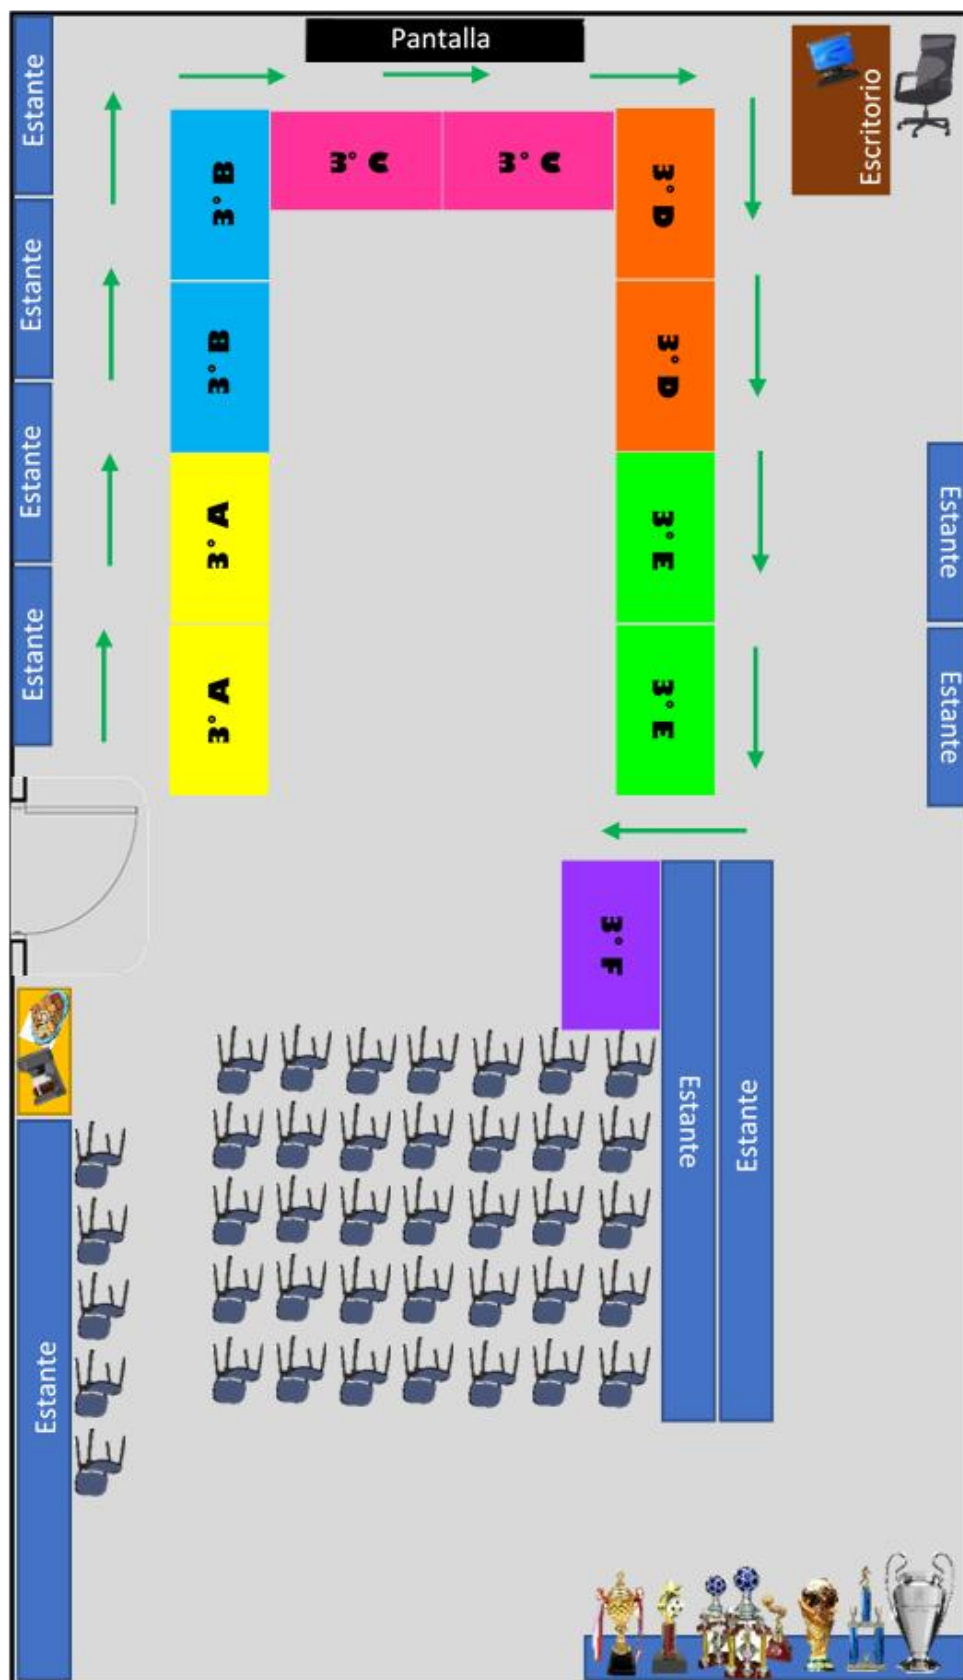 Pantalla
Escritorio
Estante
Estante
Estante
Estante
3° B
3° B
3° A
3° A
3° C
3° C
3° D
3° D
3° E
3° E
3° F
Estante
Estante
Estante
Estante
Estante